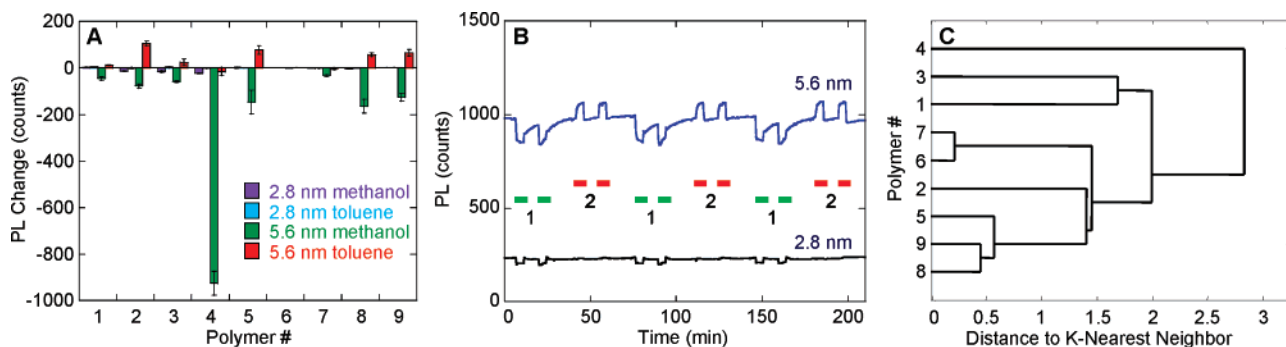 A
PL Change (counts)
200
0
-200
-400
-600
-800
-1000
2.8 nm methanol
2.8 nm toluene
5.6 nm methanol
5.6 nm toluene
1 2 3 4 5 6 7 8 9
Polymer #
B
PL (counts)
1500
1000
500
0
5.6 nm
1 2 1 2 1 2
2.8 nm
0 50 100 150 200
Time (min)
C
Polymer #
4
3
1
7
6
2
5
9
8
0 0.5 1 1.5 2 2.5 3
Distance to K-Nearest Neighbor